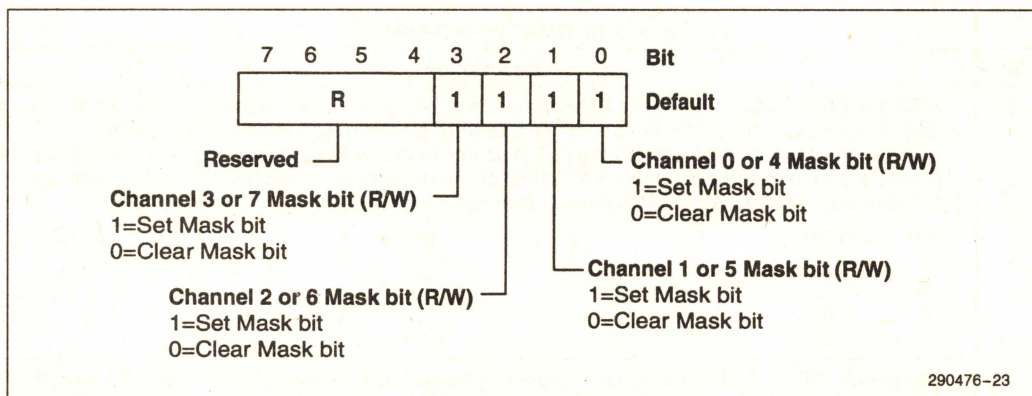 7 6 5 4 3 2 1 0 Bit
R 1 1 1 1 Default
Reserved
Channel 0 or 4 Mask bit (R/W)
1=Set Mask bit
0=Clear Mask bit
Channel 3 or 7 Mask bit (R/W)
1=Set Mask bit
0=Clear Mask bit
Channel 1 or 5 Mask bit (R/W)
1=Set Mask bit
0=Clear Mask bit
Channel 2 or 6 Mask bit (R/W)
1=Set Mask bit
0=Clear Mask bit
290476-23